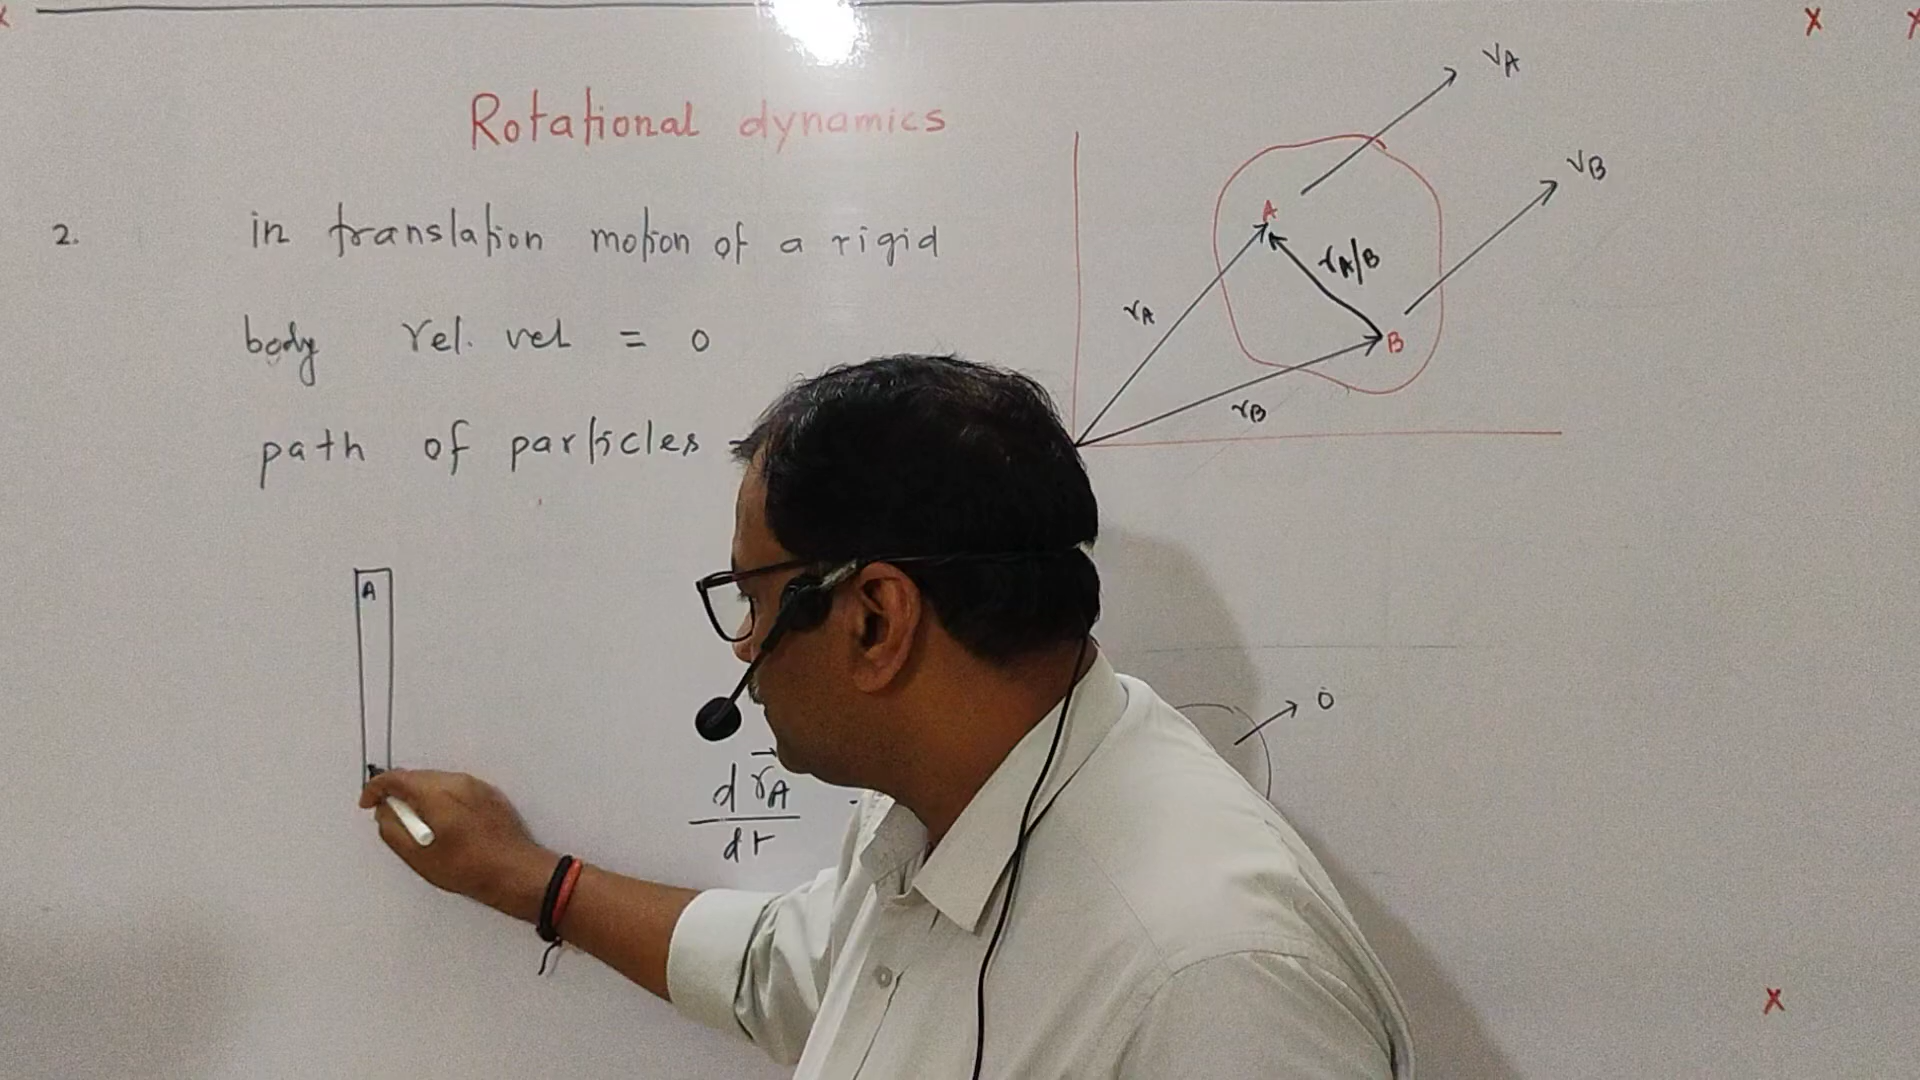 Rotational dynamics
2. in translation motion of a rigid
body rel. vel = 0
path of particles =
A
d r⃗A
dt
VA
VB
A
rA/B
rA
B
rB
0